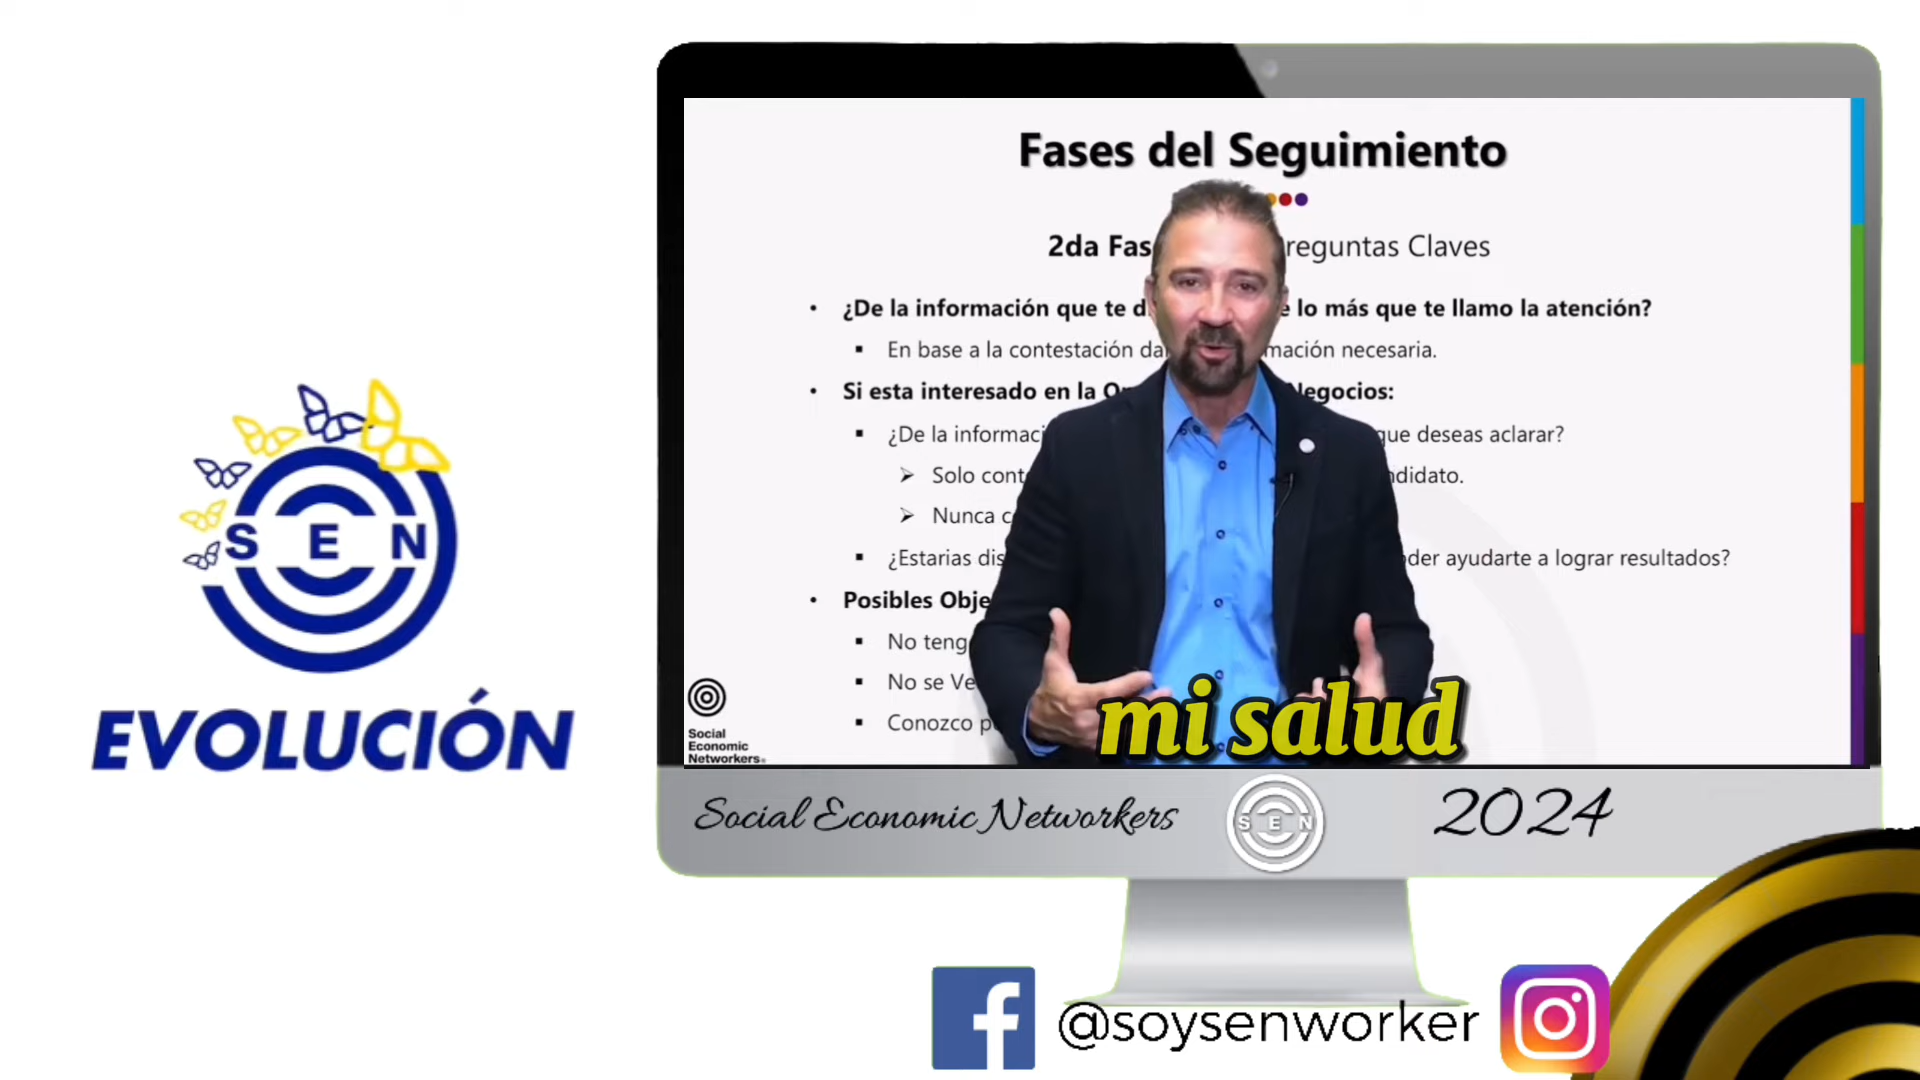 S E N
EVOLUCIÓN
Fases del Seguimiento
2da Fas reguntas Claves
• ¿De la información que te d lo más que te llamo la atención?
▪ En base a la contestación da mación necesaria.
• Si esta interesado en la O Negocios:
▪ ¿De la informaci que deseas aclarar?
➢ Solo cont ndidato.
➢ Nunca c
▪ ¿Estarias dis der ayudarte a lograr resultados?
• Posibles Obje
▪ No teng
▪ No se Ve
▪ Conozco p
mi salud
Social
Economic
Networkers®
Social Economic Networkers
S E N
2024
@soysenworker